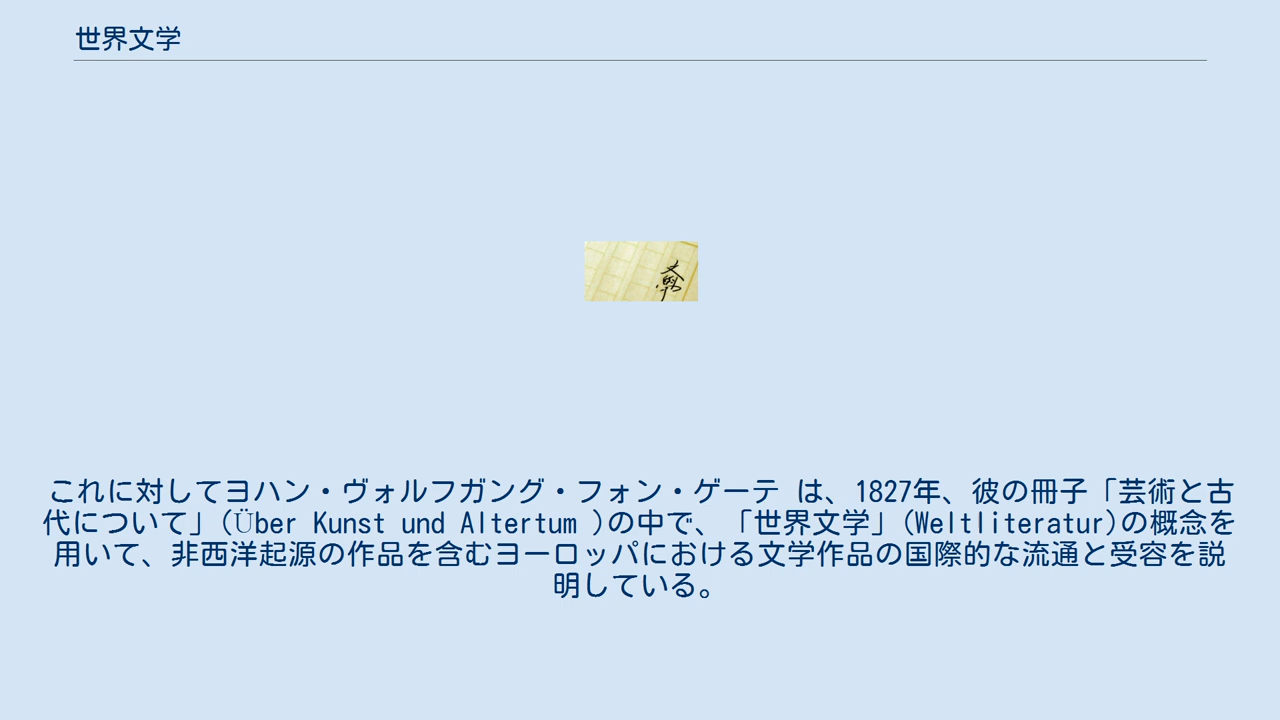 世界文学
文学
これに対してヨハン・ヴォルフガング・フォン・ゲーテ は、1827年、彼の冊子「芸術と古
代について」(Über Kunst und Altertum )の中で、「世界文学」(Weltliteratur)の概念を
用いて、非西洋起源の作品を含むヨーロッパにおける文学作品の国際的な流通と受容を説
明している。